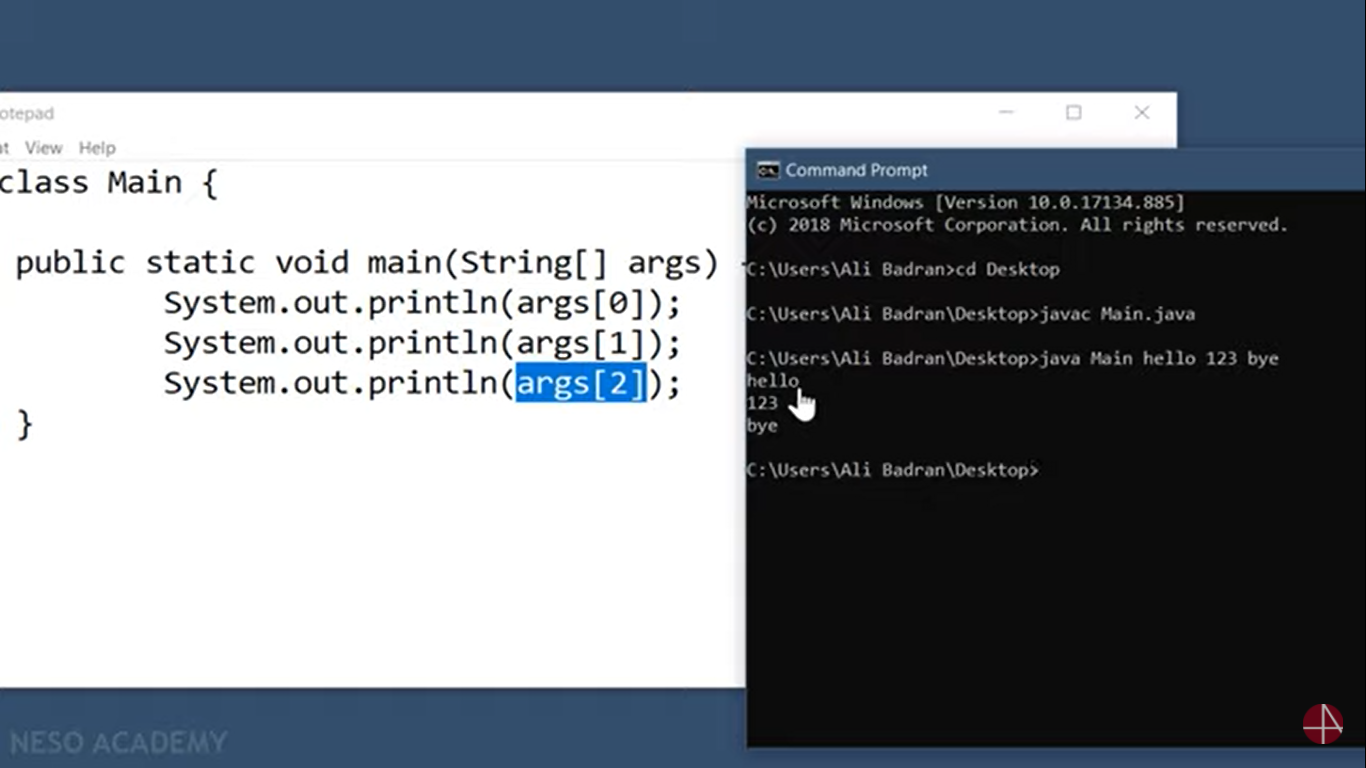 otepad
at View Help
class Main {
public static void main(String[] args)
System.out.println(args[0]);
System.out.println(args[1]);
System.out.println(args[2]);
}
Command Prompt
Microsoft Windows [Version 10.0.17134.885]
(c) 2018 Microsoft Corporation. All rights reserved.
C:\Users\Ali Badran>cd Desktop
C:\Users\Ali Badran\Desktop>javac Main.java
C:\Users\Ali Badran\Desktop>java Main hello 123 bye
hello
123
bye
C:\Users\Ali Badran\Desktop>
NESO ACADEMY